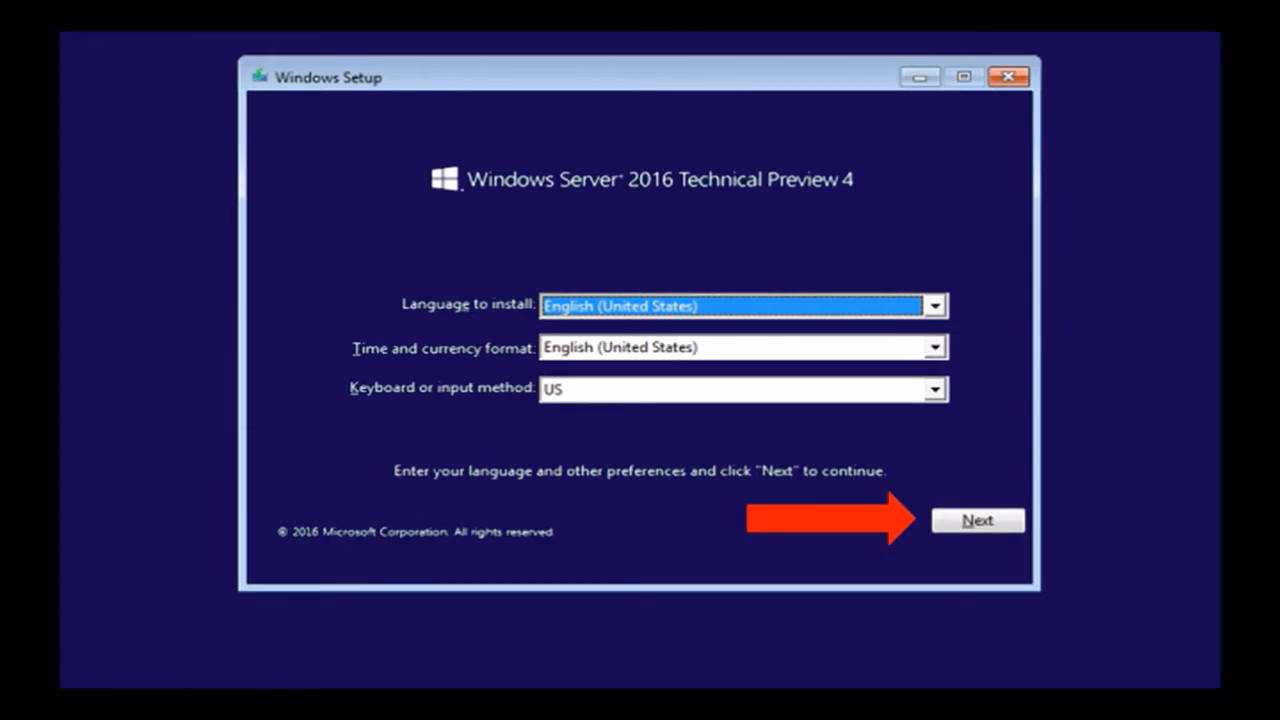 Windows Setup
Windows Server 2016 Technical Preview 4
Language to install: English (United States)
Time and currency format: English (United States)
Keyboard or input method: US
Enter your language and other preferences and click "Next" to continue.
© 2016 Microsoft Corporation. All rights reserved.
Next